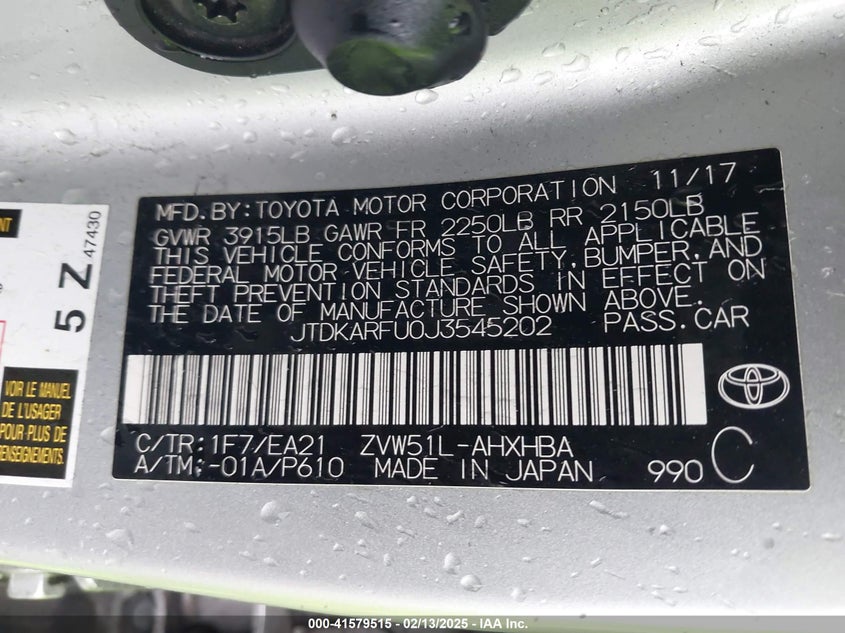 MFD. BY: TOYOTA MOTOR CORPORATION 11/17
GVWR 3915LB GAWR FR 2250LB RR 2150LB
THIS VEHICLE CONFORMS TO ALL APPLICABLE
FEDERAL MOTOR VEHICLE SAFETY, BUMPER, AND
THEFT PREVENTION STANDARDS IN EFFECT ON
THE DATE OF MANUFACTURE SHOWN ABOVE.
JTDKARFU0J3545202 PASS. CAR
C/TR: 1F7/EA21 ZVW51L-AHXHBA
A/TM: -01A/P610 MADE IN JAPAN 990 C
5 Z 47430
VOIR LE MANUEL
DE L'USAGER
POUR PLUS DE
RENSEIGNEMENTS
000-41579515 - 02/13/2025 - IAA Inc.